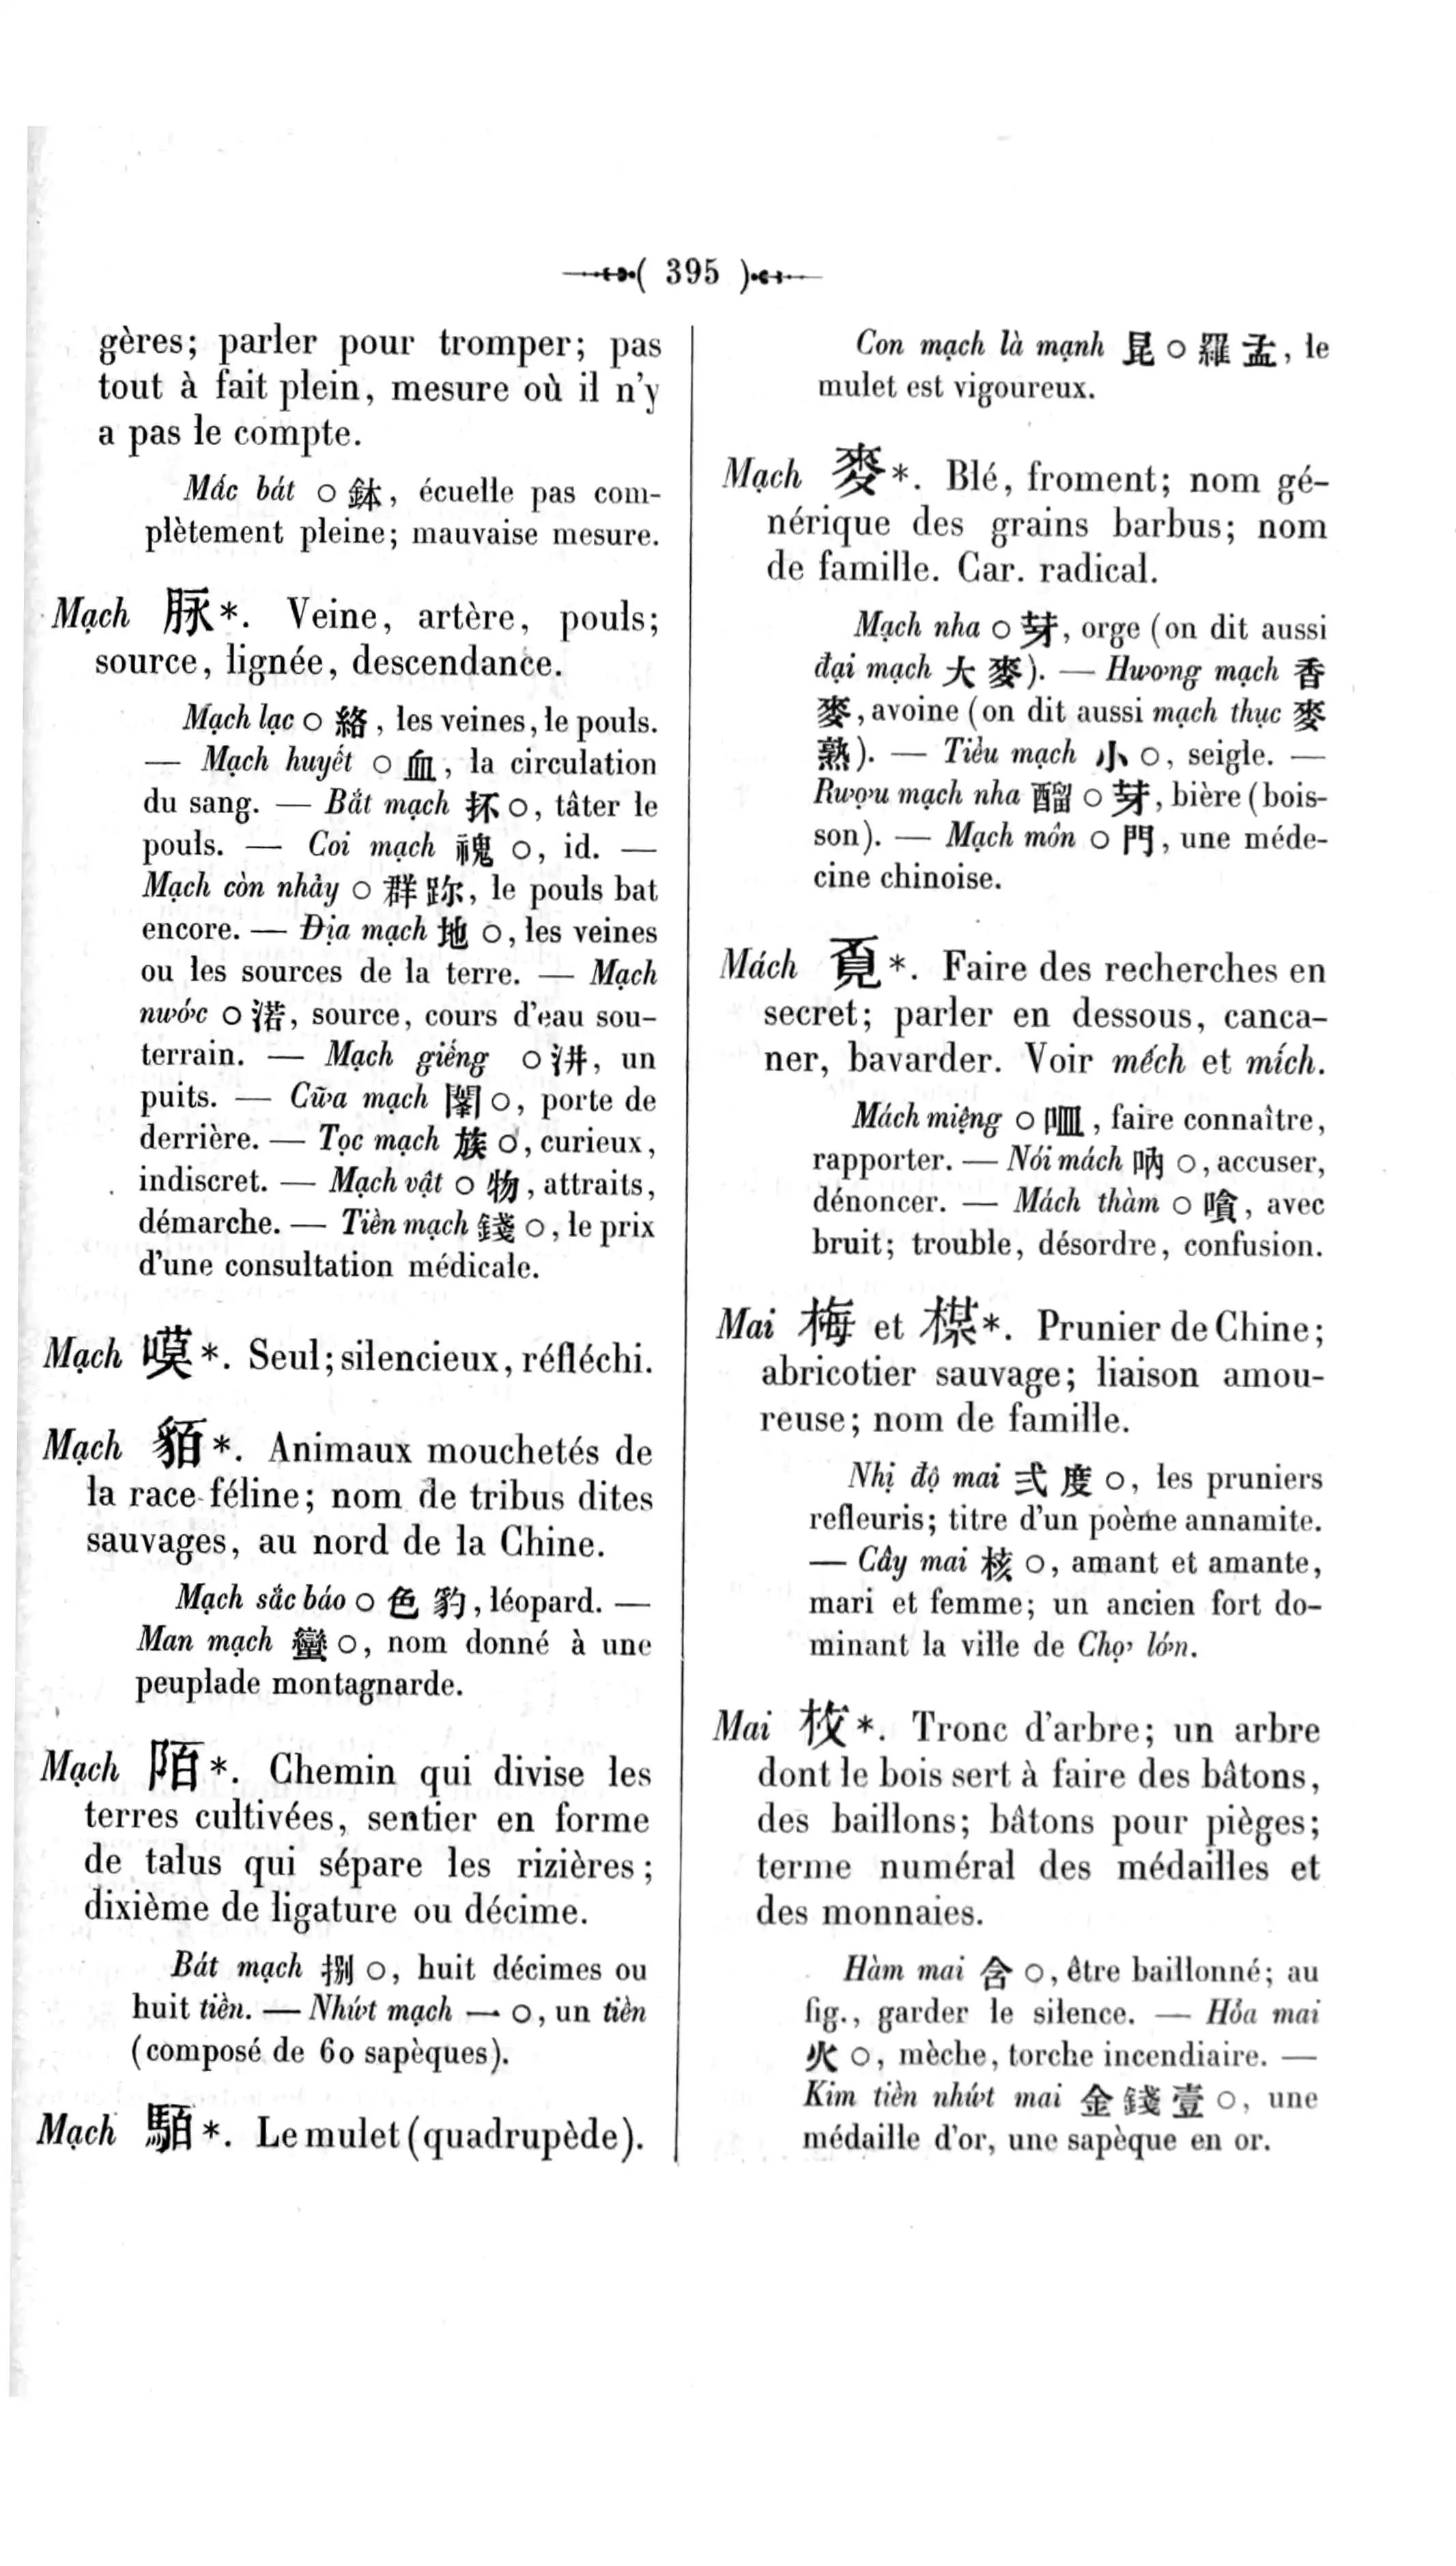 ( 395 )
gères; parler pour tromper; pas
tout à fait plein, mesure où il n'y
a pas le compte.
Mác bát ○ 鉢, écuelle pas com-
plètement pleine; mauvaise mesure.
Mạch 脈*. Veine, artère, pouls;
source, lignée, descendance.
Mạch lạc ○ 絡, les veines, le pouls.
— Mạch huyết ○ 血, la circulation
du sang. — Bắt mạch 抔 ○, tâter le
pouls. — Coi mạch ○, id. —
Mạch còn nhảy ○ 群 跡, le pouls bat
encore. — Địa mạch 地 ○, les veines
ou les sources de la terre. — Mạch
nước ○ 渃, source, cours d'eau sou-
terrain. — Mạch giếng ○ 汫, un
puits. — Cữa mạch ○, porte de
derrière. — Tọc mạch 族 ○, curieux,
indiscret. — Mạch vật ○ 物, attraits,
démarche. — Tiền mạch 錢 ○, le prix
d'une consultation médicale.
Mạch 嘆*. Seul; silencieux, réfléchi.
Mạch 貊*. Animaux mouchetés de
la race féline; nom de tribus dites
sauvages, au nord de la Chine.
Mạch sắc báo ○ 色 豹, léopard. —
Man mạch 蠻 ○, nom donné à une
peuplade montagnarde.
Mạch 陌*. Chemin qui divise les
terres cultivées, sentier en forme
de talus qui sépare les rizières;
dixième de ligature ou décime.
Bát mạch 捌 ○, huit décimes ou
huit tiền. — Nhứt mạch 一 ○, un tiền
(composé de 60 sapèques).
Mạch 駱*. Le mulet (quadrupède).
Con mạch là mạnh 昆 ○ 羅 孟, le
mulet est vigoureux.
Mạch 麥*. Blé, froment; nom gé-
nérique des grains barbus; nom
de famille. Car. radical.
Mạch nha ○ 芽, orge (on dit aussi
đại mạch 大 麥). — Hương mạch 香
麥, avoine (on dit aussi mạch thục 麥
熟). — Tiểu mạch 小 ○, seigle. —
Rượu mạch nha 醑 ○ 芽, bière (bois-
son). — Mạch môn ○ 門, une méde-
cine chinoise.
Mách 覓*. Faire des recherches en
secret; parler en dessous, canca-
ner, bavarder. Voir méch et mích.
Mách miệng ○ 𠰘, faire connaître,
rapporter. — Nói mách 吶 ○, accuser,
dénoncer. — Mách thàm ○ 嗿, avec
bruit; trouble, désordre, confusion.
Mai 梅 et 楳*. Prunier de Chine;
abricotier sauvage; liaison amou-
reuse; nom de famille.
Nhị độ mai 弍 度 ○, les pruniers
refleuris; titre d'un poème annamite.
— Cây mai 核 ○, amant et amante,
mari et femme; un ancien fort do-
minant la ville de Chợ lớn.
Mai 枚*. Tronc d'arbre; un arbre
dont le bois sert à faire des bâtons,
des baillons; bâtons pour pièges;
terme numéral des médailles et
des monnaies.
Hàm mai 含 ○, être baillonné; au
fig., garder le silence. — Hỏa mai
火 ○, mèche, torche incendiaire. —
Kim tiền nhứt mai 金 錢 壹 ○, une
médaille d'or, une sapèque en or.